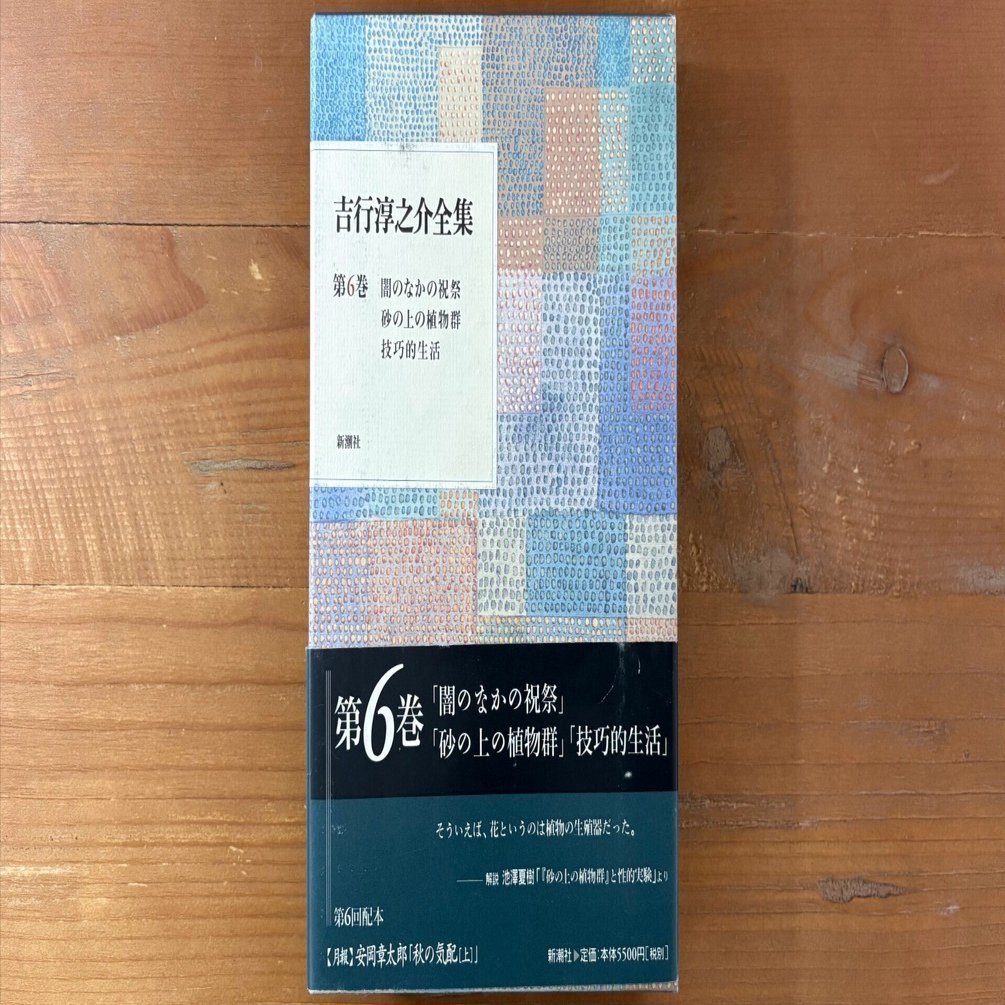 吉行淳之介全集
第6巻 闇のなかの祝祭
砂の上の植物群
技巧的生活
新潮社
第6巻「闇のなかの祝祭」
「砂の上の植物群」「技巧的生活」
そういえば、花というのは植物の生殖器だった。
――解説 池澤夏樹「『砂の上の植物群』と性的実験」より
第6回配本
【月報】安岡章太郎「秋の気配[上]」
新潮社▶定価:本体5500円[税別]